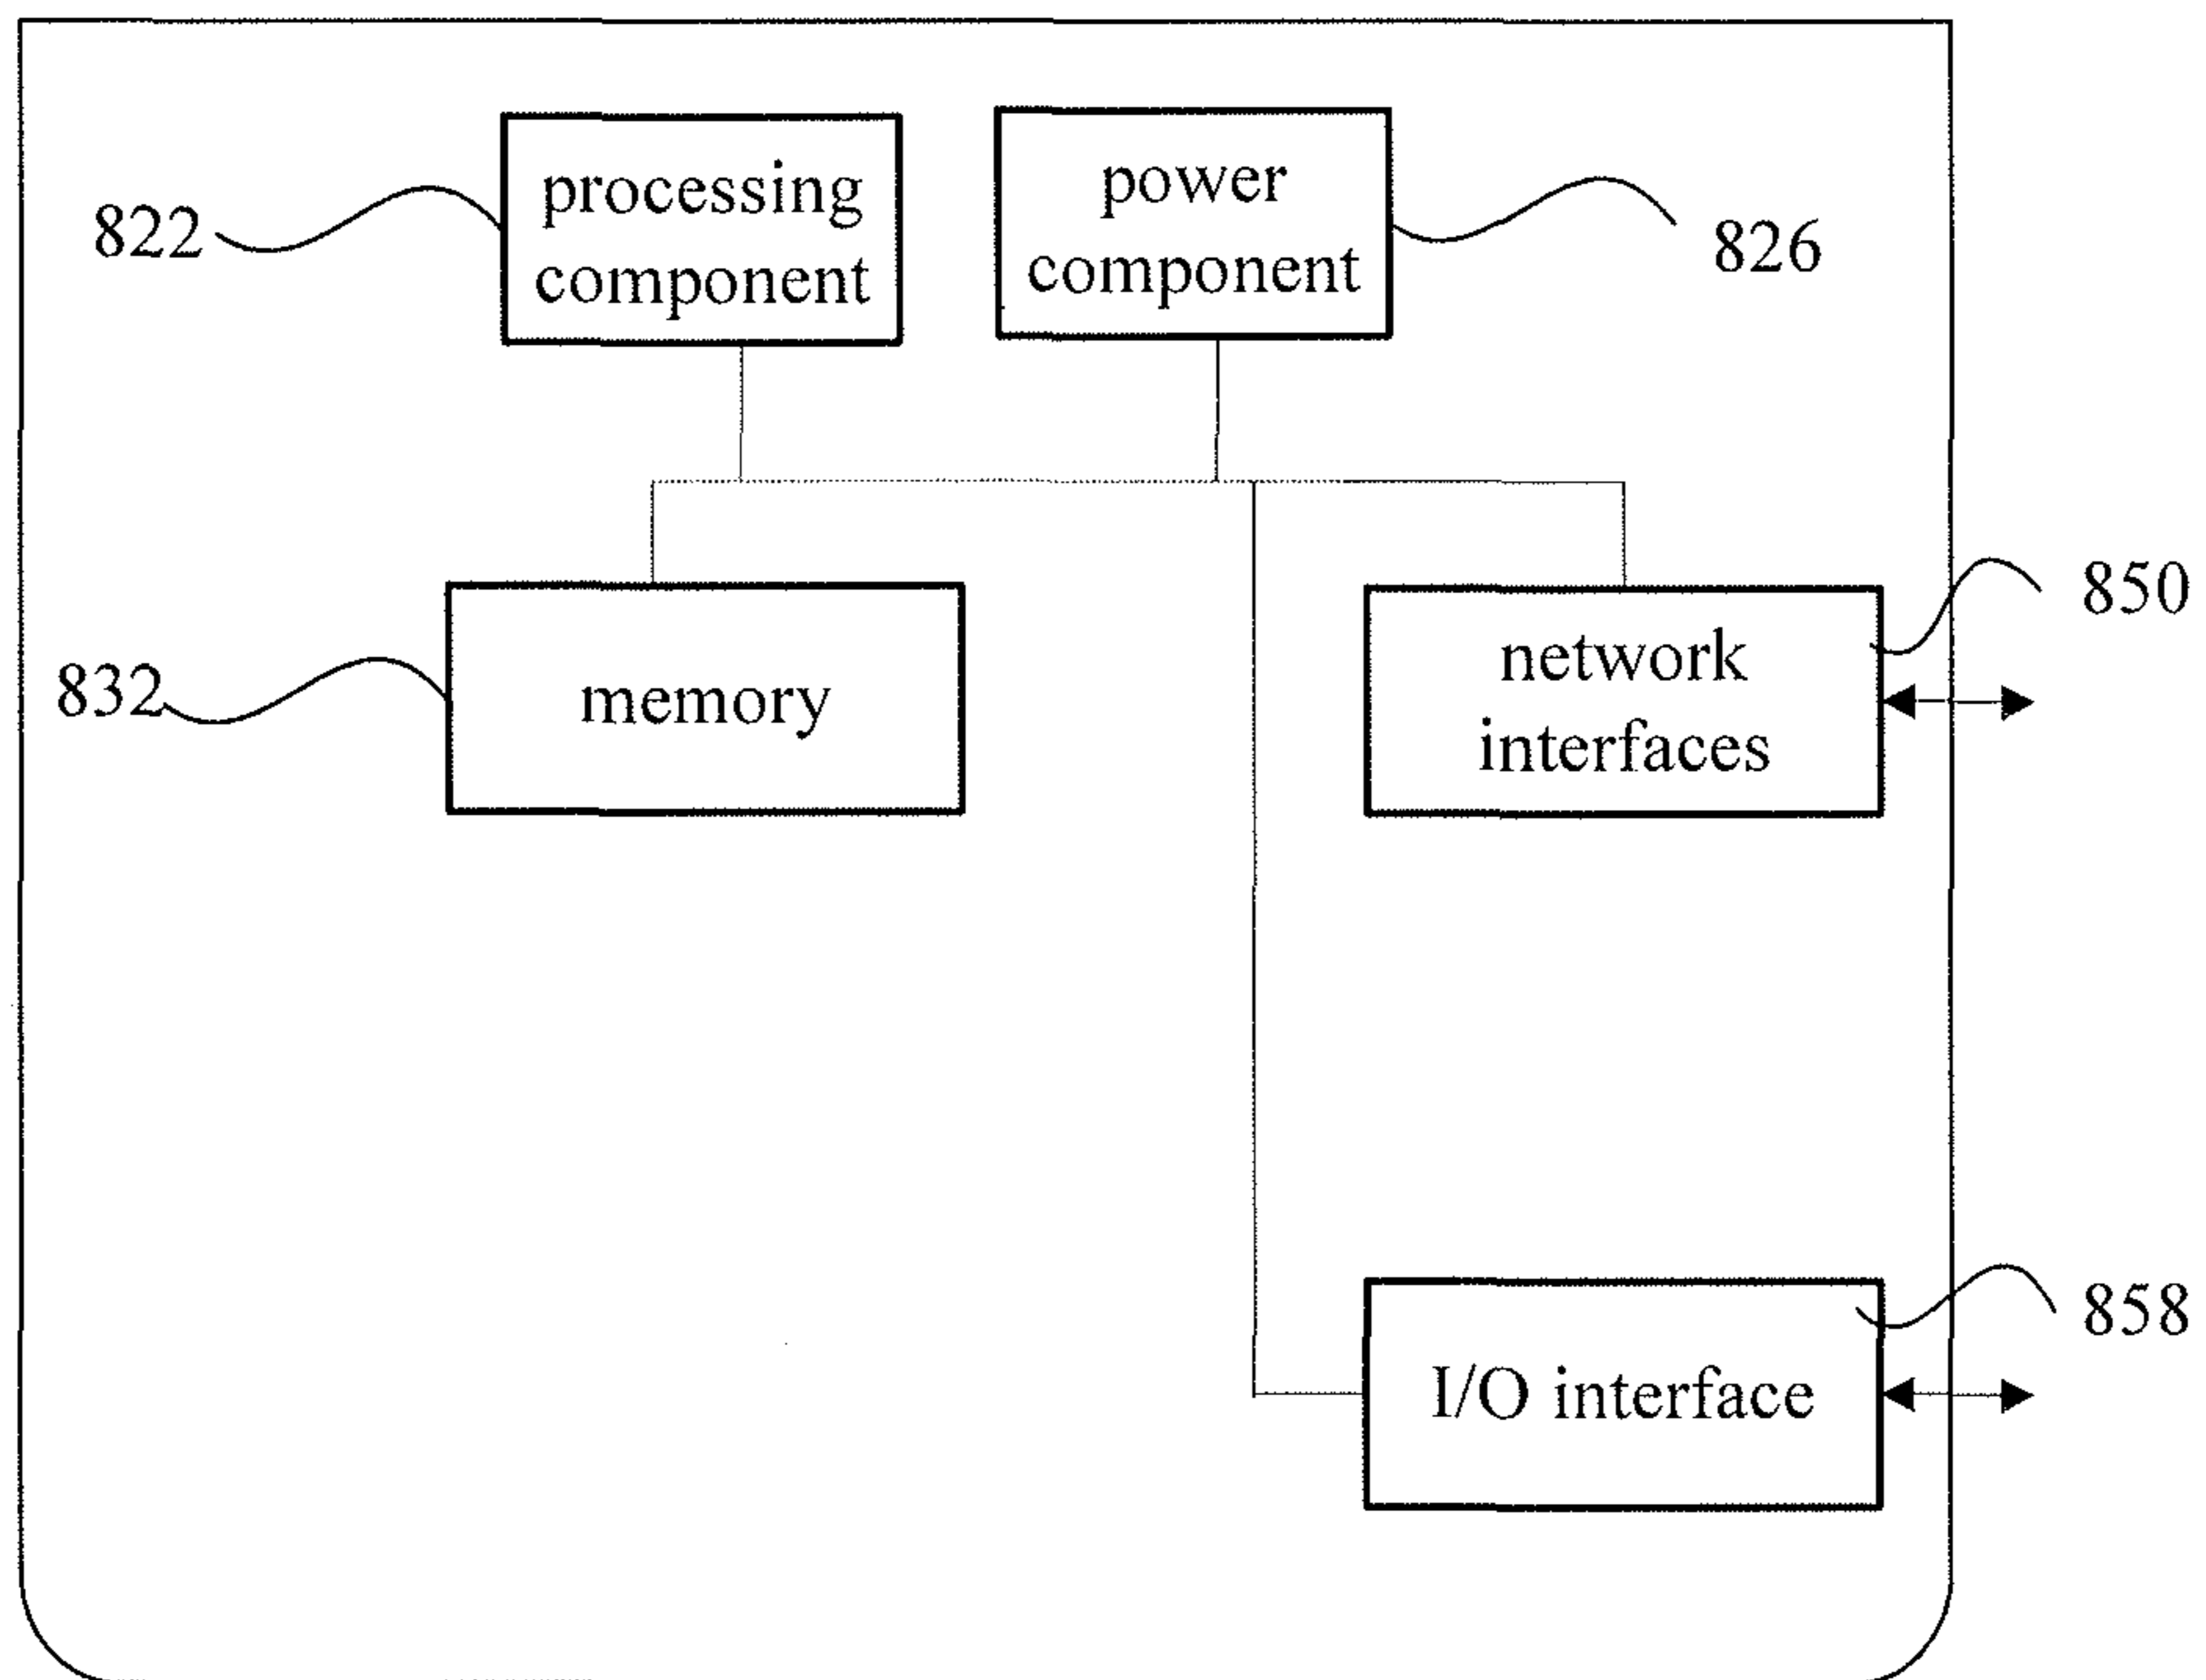 822
processing
component
power
component
826
832
memory
network
interfaces
850
858
I/O interface